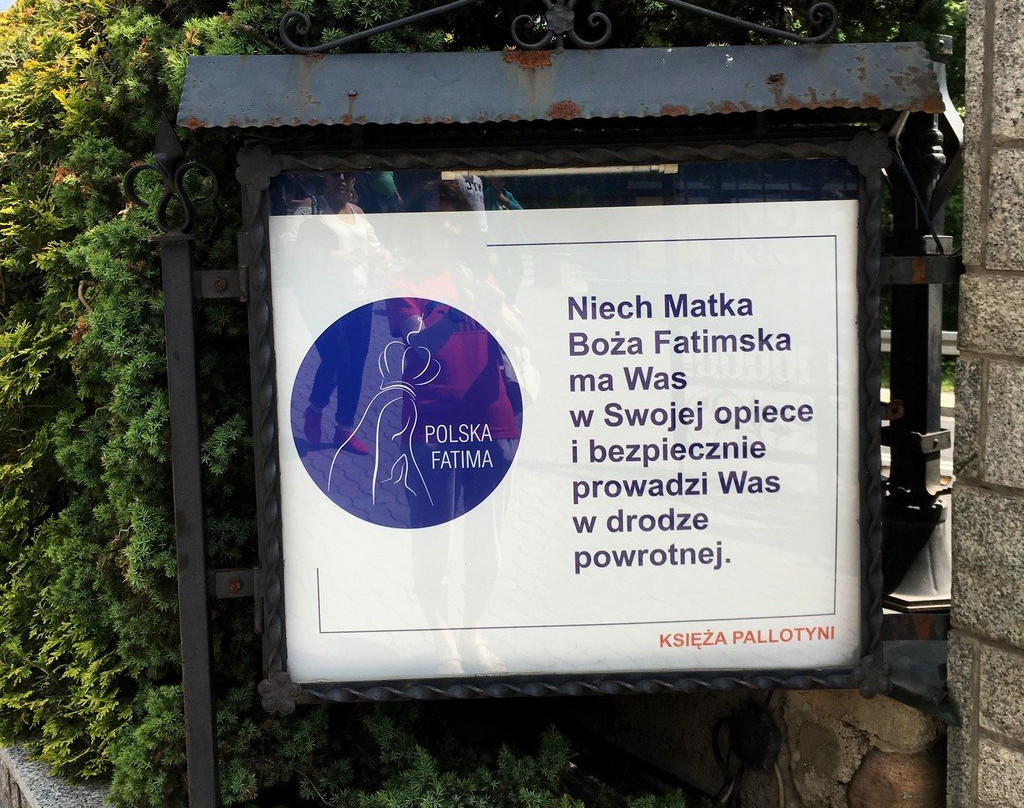 POLSKA
FATIMA
Niech Matka
Boża Fatimska
ma Was
w Swojej opiece
i bezpiecznie
prowadzi Was
w drodze
powrotnej.
KSIĘŻA PALLOTYNI